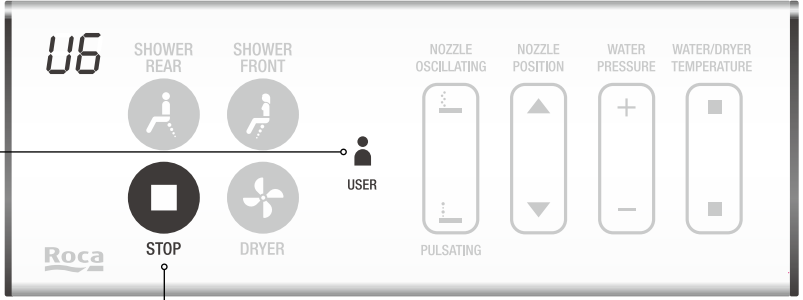 U6
SHOWER
REAR
SHOWER
FRONT
NOZZLE
OSCILLATING
NOZZLE
POSITION
WATER
PRESSURE
WATER/DRYER
TEMPERATURE
USER
STOP
DRYER
PULSATING
Roca